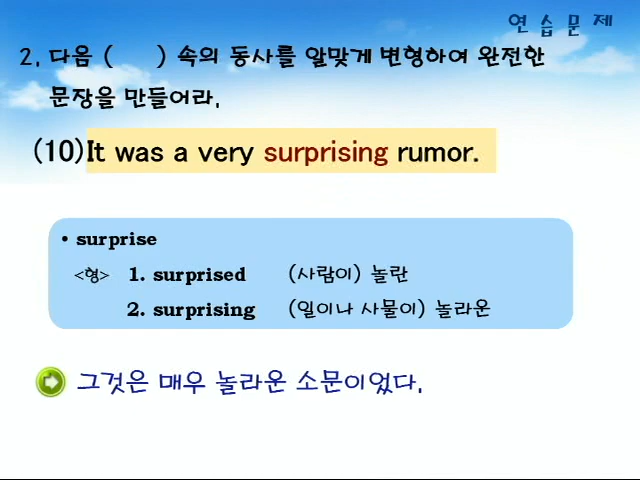 연 습 문 제
2. 다음 (      ) 속의 동사를 알맞게 변형하여 완전한
문장을 만들어라.
(10)It was a very surprising rumor.
• surprise
<형> 1. surprised (사람이) 놀란
2. surprising (일이나 사물이) 놀라운
그것은 매우 놀라운 소문이었다.